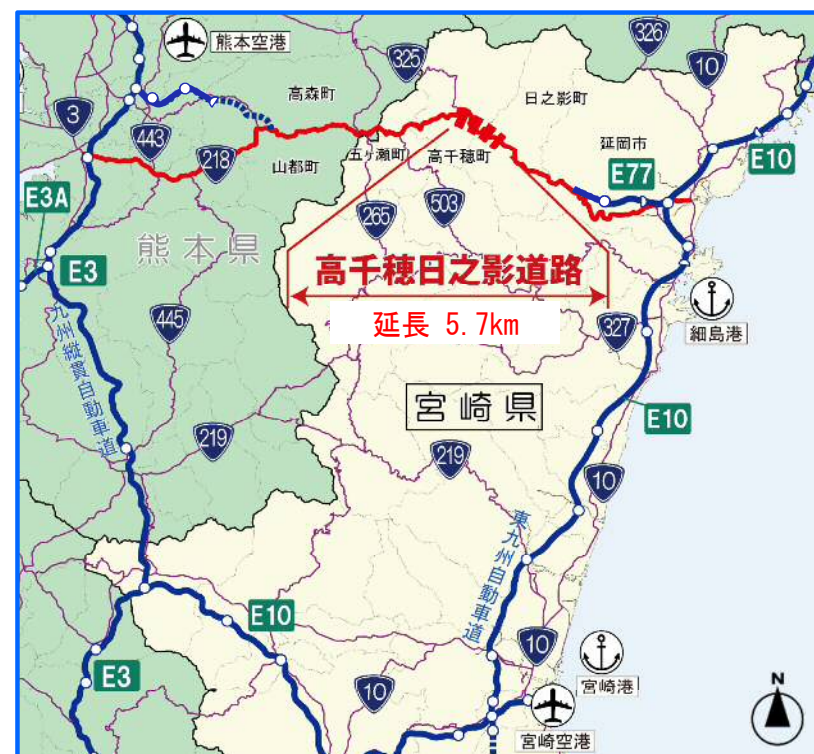 熊本空港
326
325
10
高森町
日之影町
3
443
218
山都町
五ヶ瀬町
高千穂町
延岡市
E77
E10
E3A
265
503
熊本県
E3
高千穂日之影道路
延長 5.7km
327
細島港
445
九州縦貫自動車道
宮崎県
E10
219
219
10
東九州自動車道
E10
10
宮崎港
E3
10
宮崎空港
N